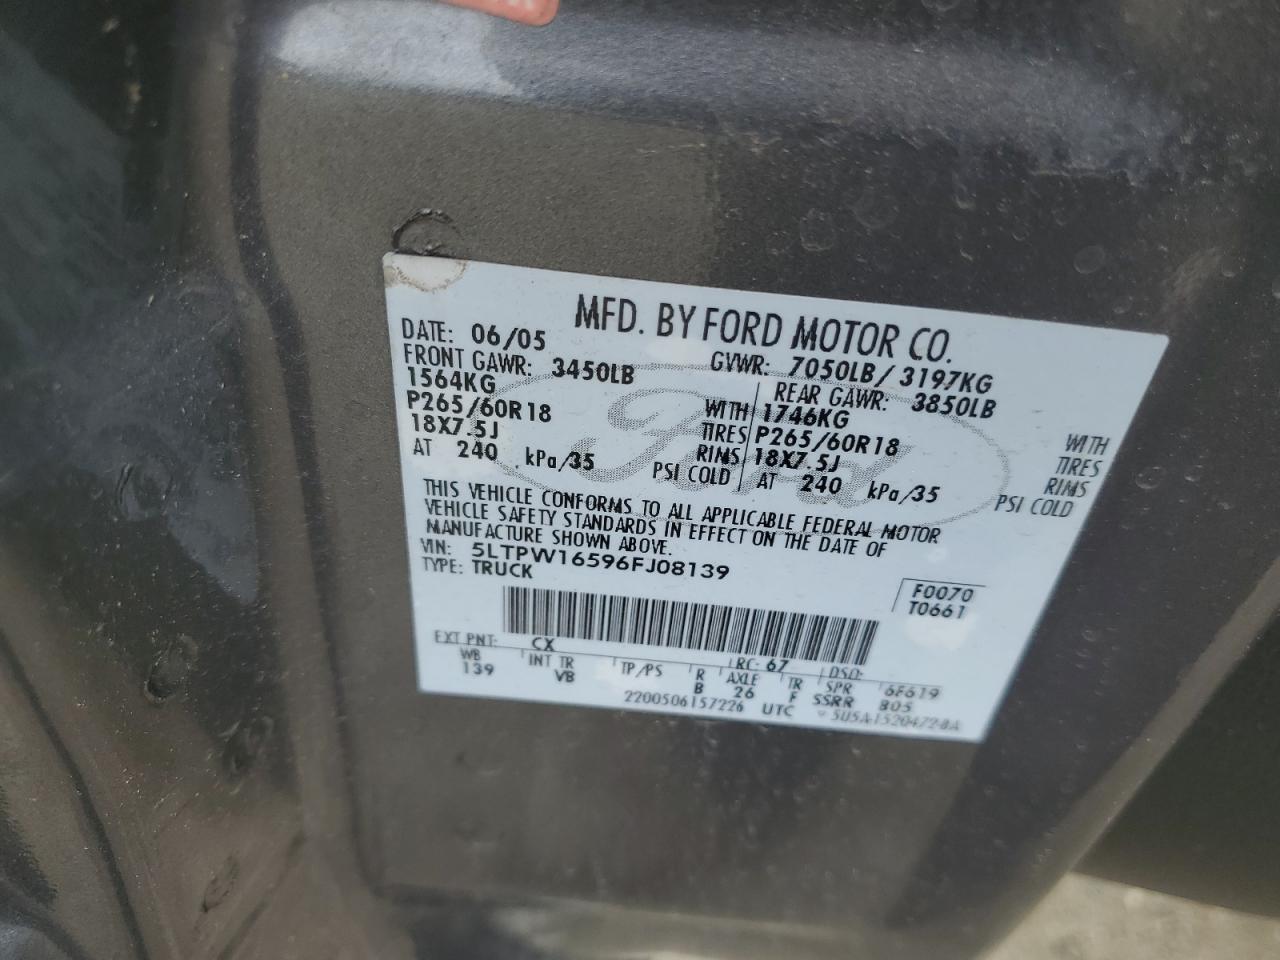 MFD. BY FORD MOTOR CO.
DATE: 06/05 GVWR: 7050LB/ 3197KG
FRONT GAWR: 3450LB REAR GAWR: 3850LB
1564KG WITH 1746KG WITH
P265/60R18 TIRES P265/60R18 TIRES
18X7.5J RIMS 18X7.5J RIMS
AT 240 kPa/35 PSI COLD AT 240 kPa/35 PSI COLD
THIS VEHICLE CONFORMS TO ALL APPLICABLE FEDERAL MOTOR
VEHICLE SAFETY STANDARDS IN EFFECT ON THE DATE OF
MANUFACTURE SHOWN ABOVE.
VIN: 5LTPW16596FJ08139
TYPE: TRUCK
F0070
T0661
EXT PNT: CX RC: 67 DSO:
WB INT TR TP/PS R AXLE TR SPR 6F619
139 VB B 26 F SSRR B05
2200506157226 UTC
Ford